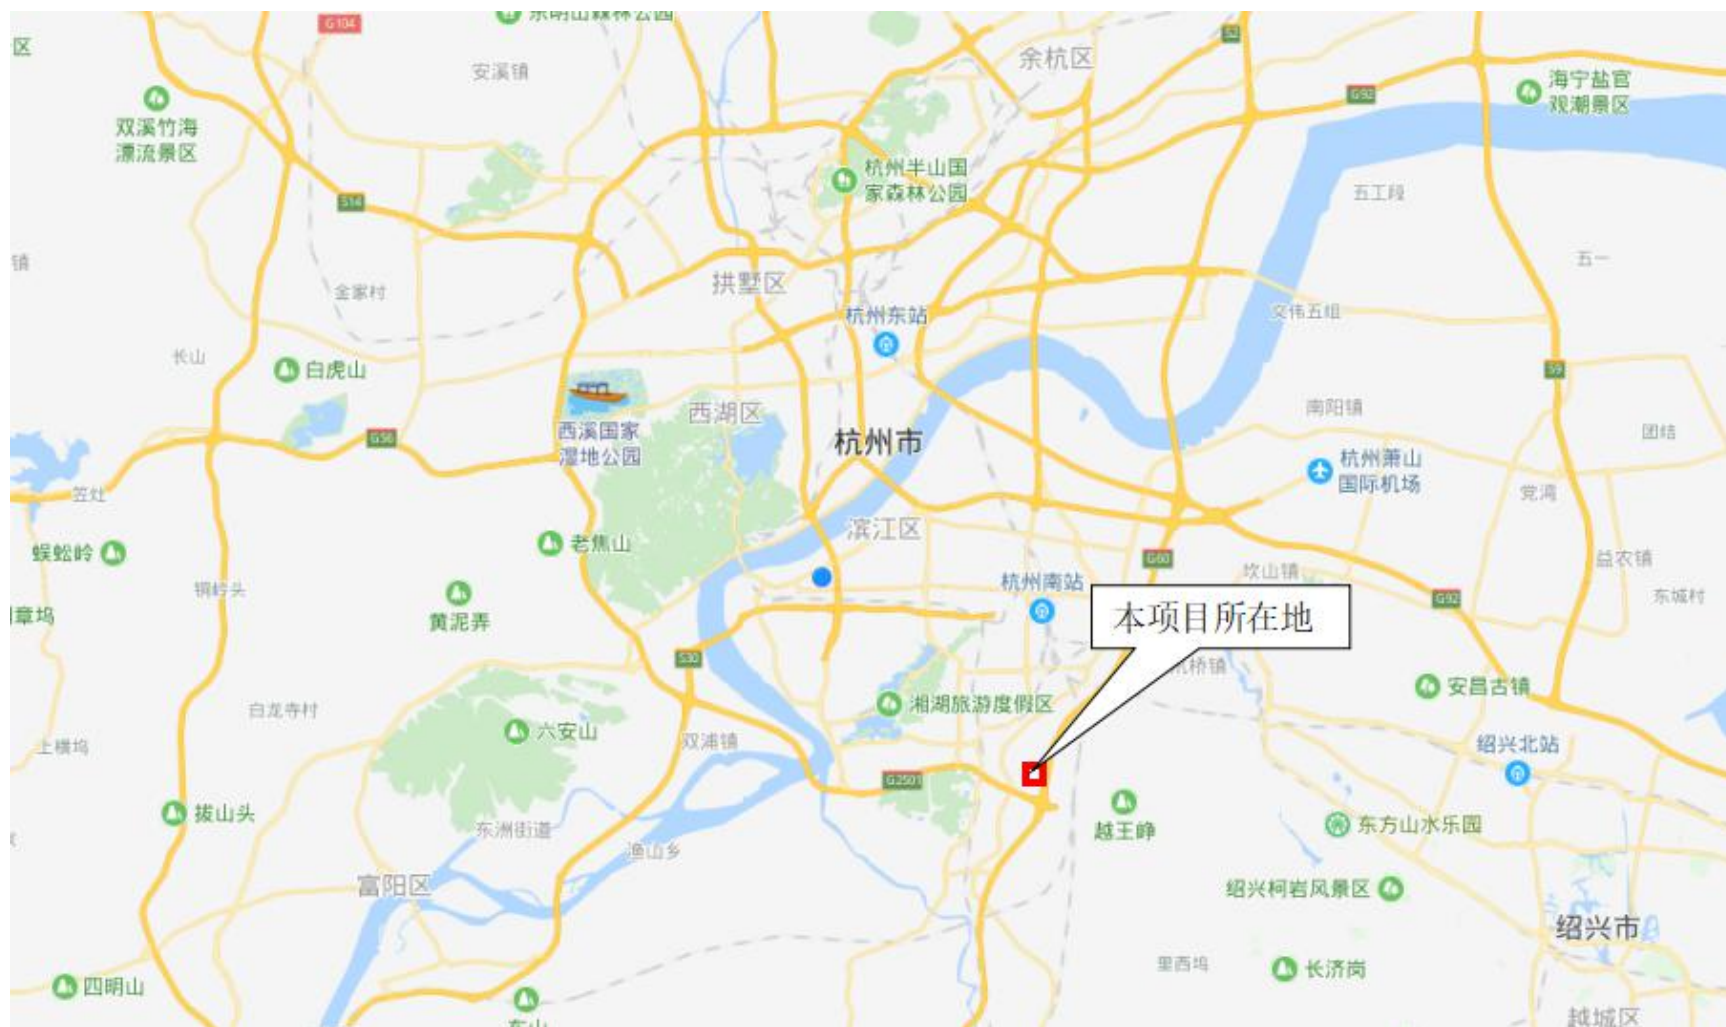 G104
余杭区
S2
区
安溪镇
G92
海宁盐官
观潮景区
双溪竹海
漂流景区
杭州半山国
家森林公园
S14
五工段
镇
五一
金家村
拱墅区
杭州东站
文伟五组
长山
白虎山
S9
西湖区
南阳镇
G56
西溪国家
湿地公园
杭州市
团结
杭州萧山
国际机场
笠灶
党湾
滨江区
老焦山
蜈蚣岭
G60
益农镇
坎山镇
杭州南站
铜岭头
黄泥弄
G92
东城村
章坞
本项目所在地
S30
桥镇
安昌古镇
湘湖旅游度假区
白龙寺村
六安山
双浦镇
上横坞
绍兴北站
G2501
拔山头
东洲街道
越王峥
东方山水乐园
渔山乡
富阳区
绍兴柯岩风景区
绍兴市
里西坞
长济岗
四明山
越城区